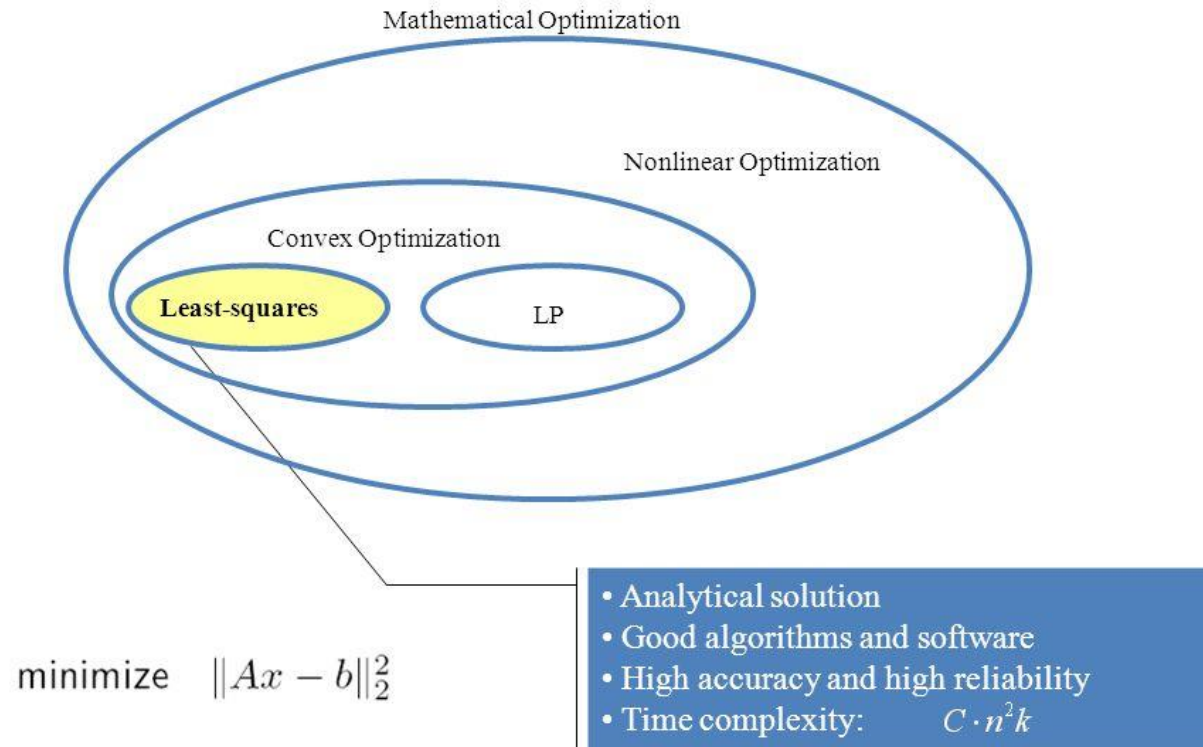 Mathematical Optimization
Nonlinear Optimization
Convex Optimization
Least-squares
LP
• Analytical solution
• Good algorithms and software
• High accuracy and high reliability
• Time complexity: C · n²k
minimize ‖Ax − b‖₂²